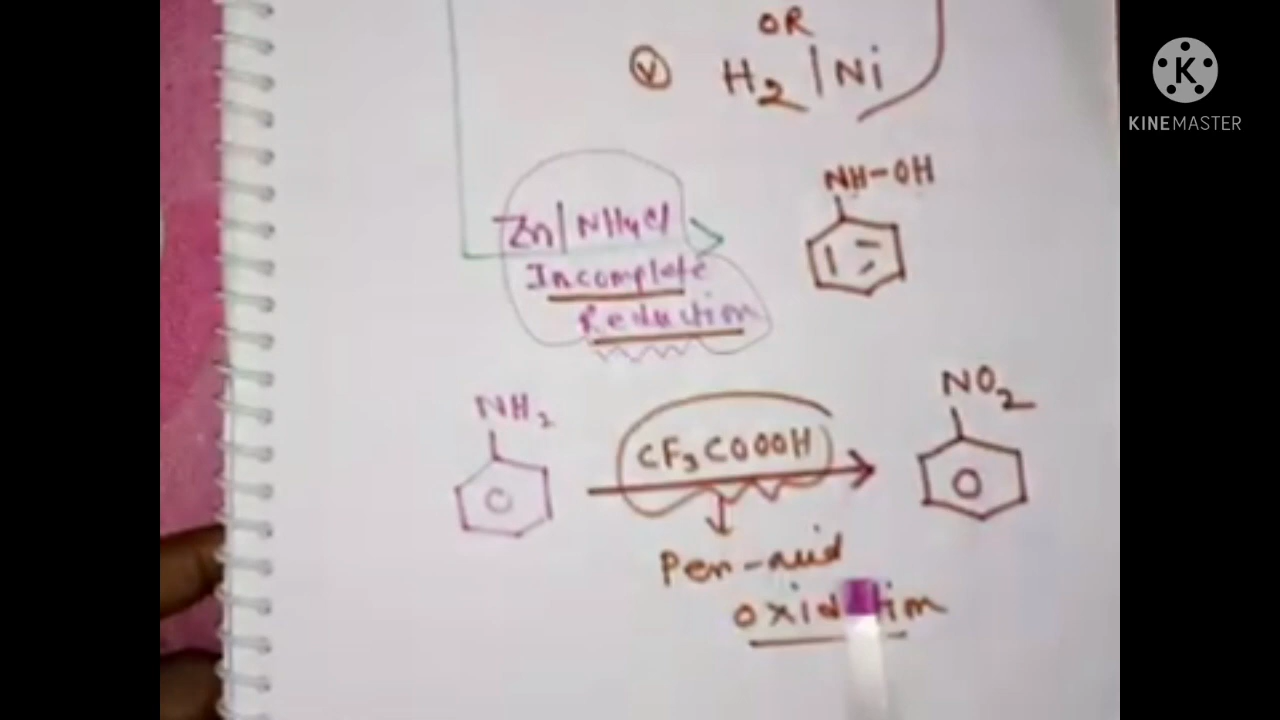 OR
(v) H2 | Ni
KINEMASTER
NH-OH
Zn | NH4Cl
Incomplete
Reduction
NH2
CF3COOOH
NO2
Per-acid